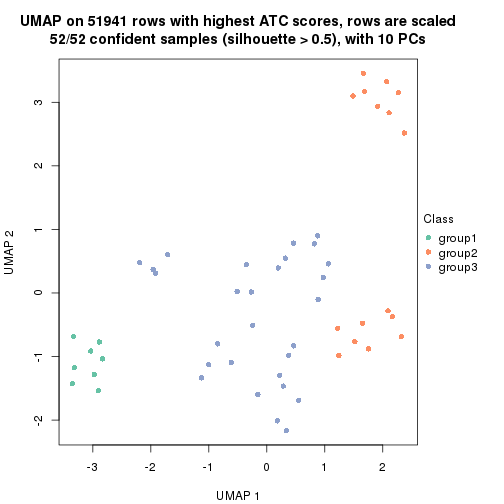 UMAP on 51941 rows with highest ATC scores, rows are scaled
52/52 confident samples (silhouette > 0.5), with 10 PCs
3
2
1
0
-1
-2
UMAP 2
-3
-2
-1
0
1
2
UMAP 1
Class
group1
group2
group3